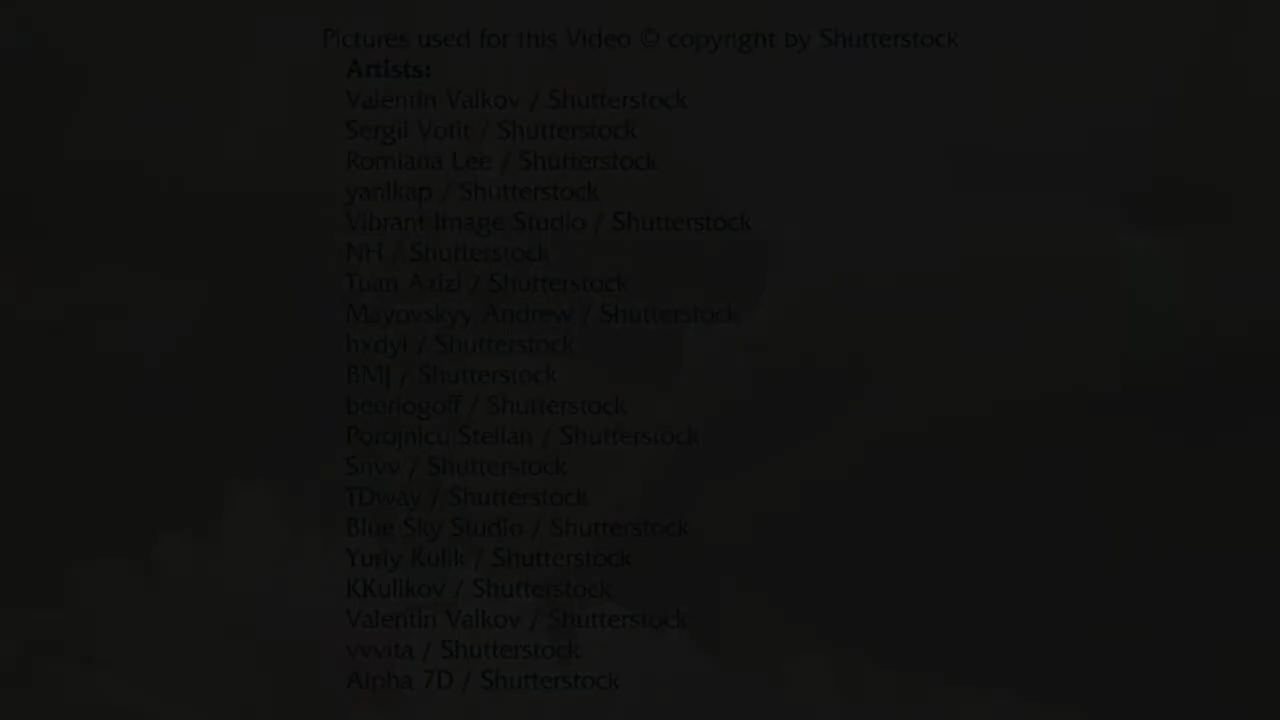 Pictures used for this Video © copyright by Shutterstock
Artists:
Valentin Valkov / Shutterstock
Sergii Votit / Shutterstock
Romiana Lee / Shutterstock
yanikap / Shutterstock
Vibrant Image Studio / Shutterstock
NH / Shutterstock
Tuan Azizi / Shutterstock
Mayovskyy Andrew / Shutterstock
hxdyl / Shutterstock
BMJ / Shutterstock
beerlogoff / Shutterstock
Porojnicu Stelian / Shutterstock
Snvv / Shutterstock
TDway / Shutterstock
Blue Sky Studio / Shutterstock
Yuriy Kulik / Shutterstock
KKulikov / Shutterstock
Valentin Valkov / Shutterstock
vvvita / Shutterstock
Alpha 7D / Shutterstock